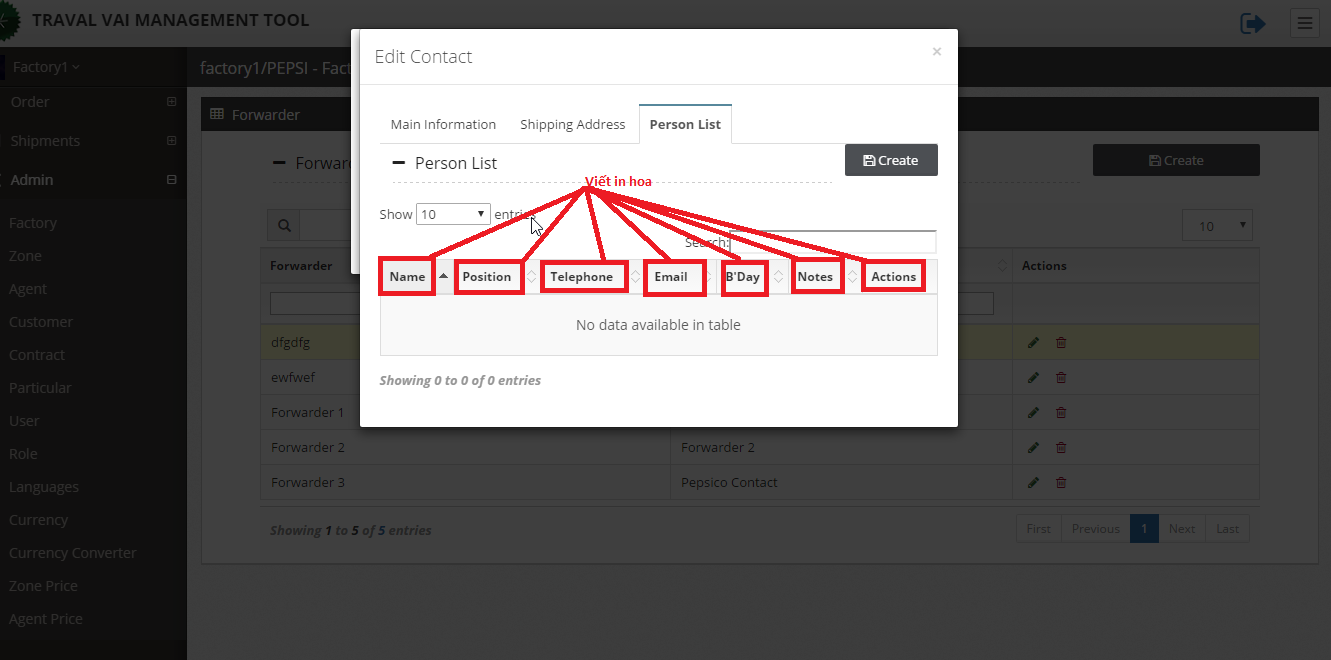 TRAVAL VAI MANAGEMENT TOOL
Factory1
Order
Shipments
Admin
Factory
Zone
Agent
Customer
Contract
Particular
User
Role
Languages
Currency
Currency Converter
Zone Price
Agent Price
factory1/PEPSI - Fact
Forwarder
Forward
Create
10
Forwarder
Actions
dfgdfg
ewfwef
Forwarder 1
Forwarder 2 Forwarder 2
Forwarder 3 Pepsico Contact
Showing 1 to 5 of 5 entries
First Previous 1 Next Last
Edit Contact
×
Main Information Shipping Address Person List
Person List
Create
Viết in hoa
Show 10 entries
Search:
Name Position Telephone Email B'Day Notes Actions
No data available in table
Showing 0 to 0 of 0 entries